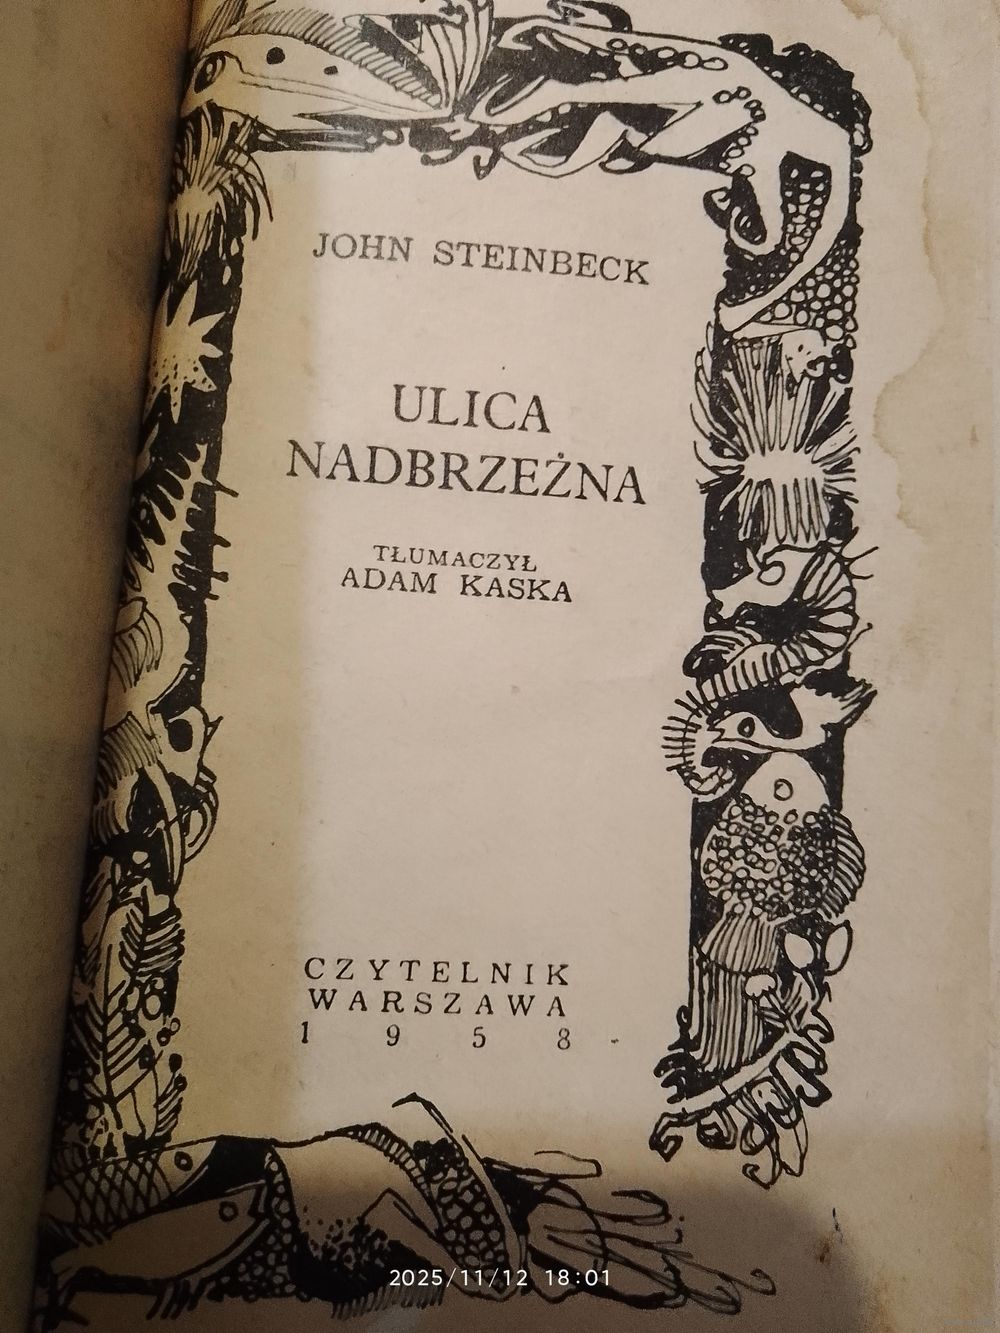 JOHN STEINBECK
ULICA
NADBRZEŻNA
TŁUMACZYŁ
ADAM KASKA
CZYTELNIK
WARSZAWA
1958
2025/11/12 18:01